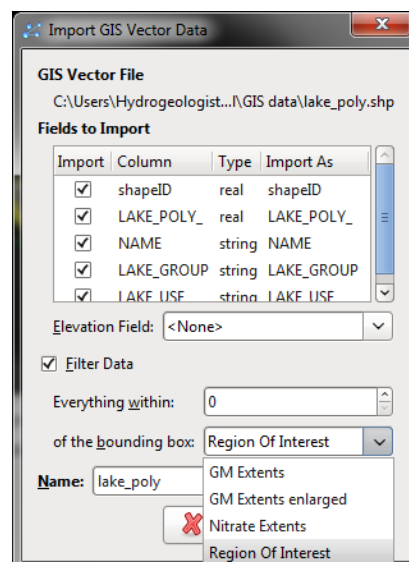 Import GIS Vector Data
GIS Vector File
C:\Users\Hydrogeologist...l\GIS data\lake_poly.shp
Fields to Import
Import Column Type Import As
shapeID real shapeID
LAKE_POLY_ real LAKE_POLY_
NAME string NAME
LAKE_GROUP string LAKE_GROUP
LAKE_USE string LAKE_USE
Elevation Field: <None>
Filter Data
Everything within: 0
of the bounding box: Region Of Interest
GM Extents
Name: lake_poly
GM Extents enlarged
Nitrate Extents
Region Of Interest